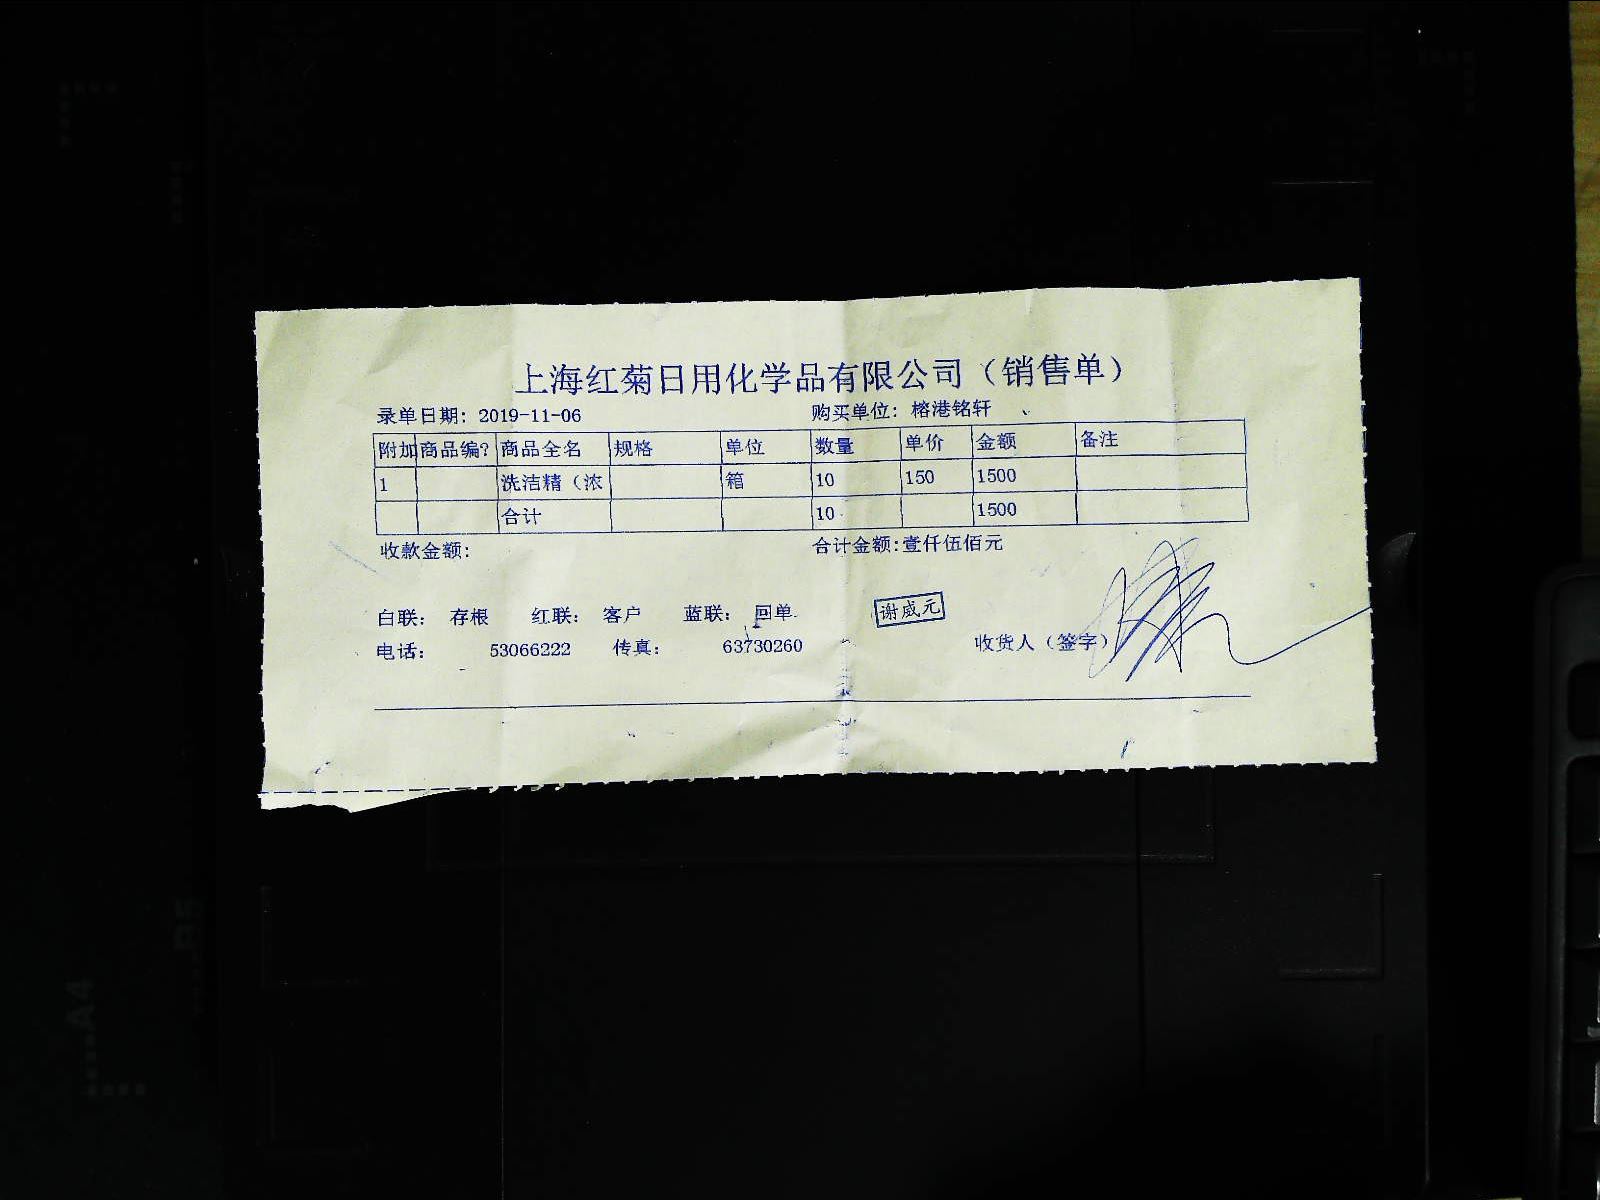 上海红菊日用化学品有限公司（销售单）
录单日期: 2019-11-06 购买单位: 榕港铭轩
附加 商品编? 商品全名 规格 单位 数量 单价 金额 备注
1 洗洁精（浓 箱 10 150 1500
合计 10 1500
收款金额: 合计金额:壹仟伍佰元
白联: 存根 红联: 客户 蓝联: 回单 谢威元
电话: 53066222 传真: 63730260 收货人（签字）
A4
B5